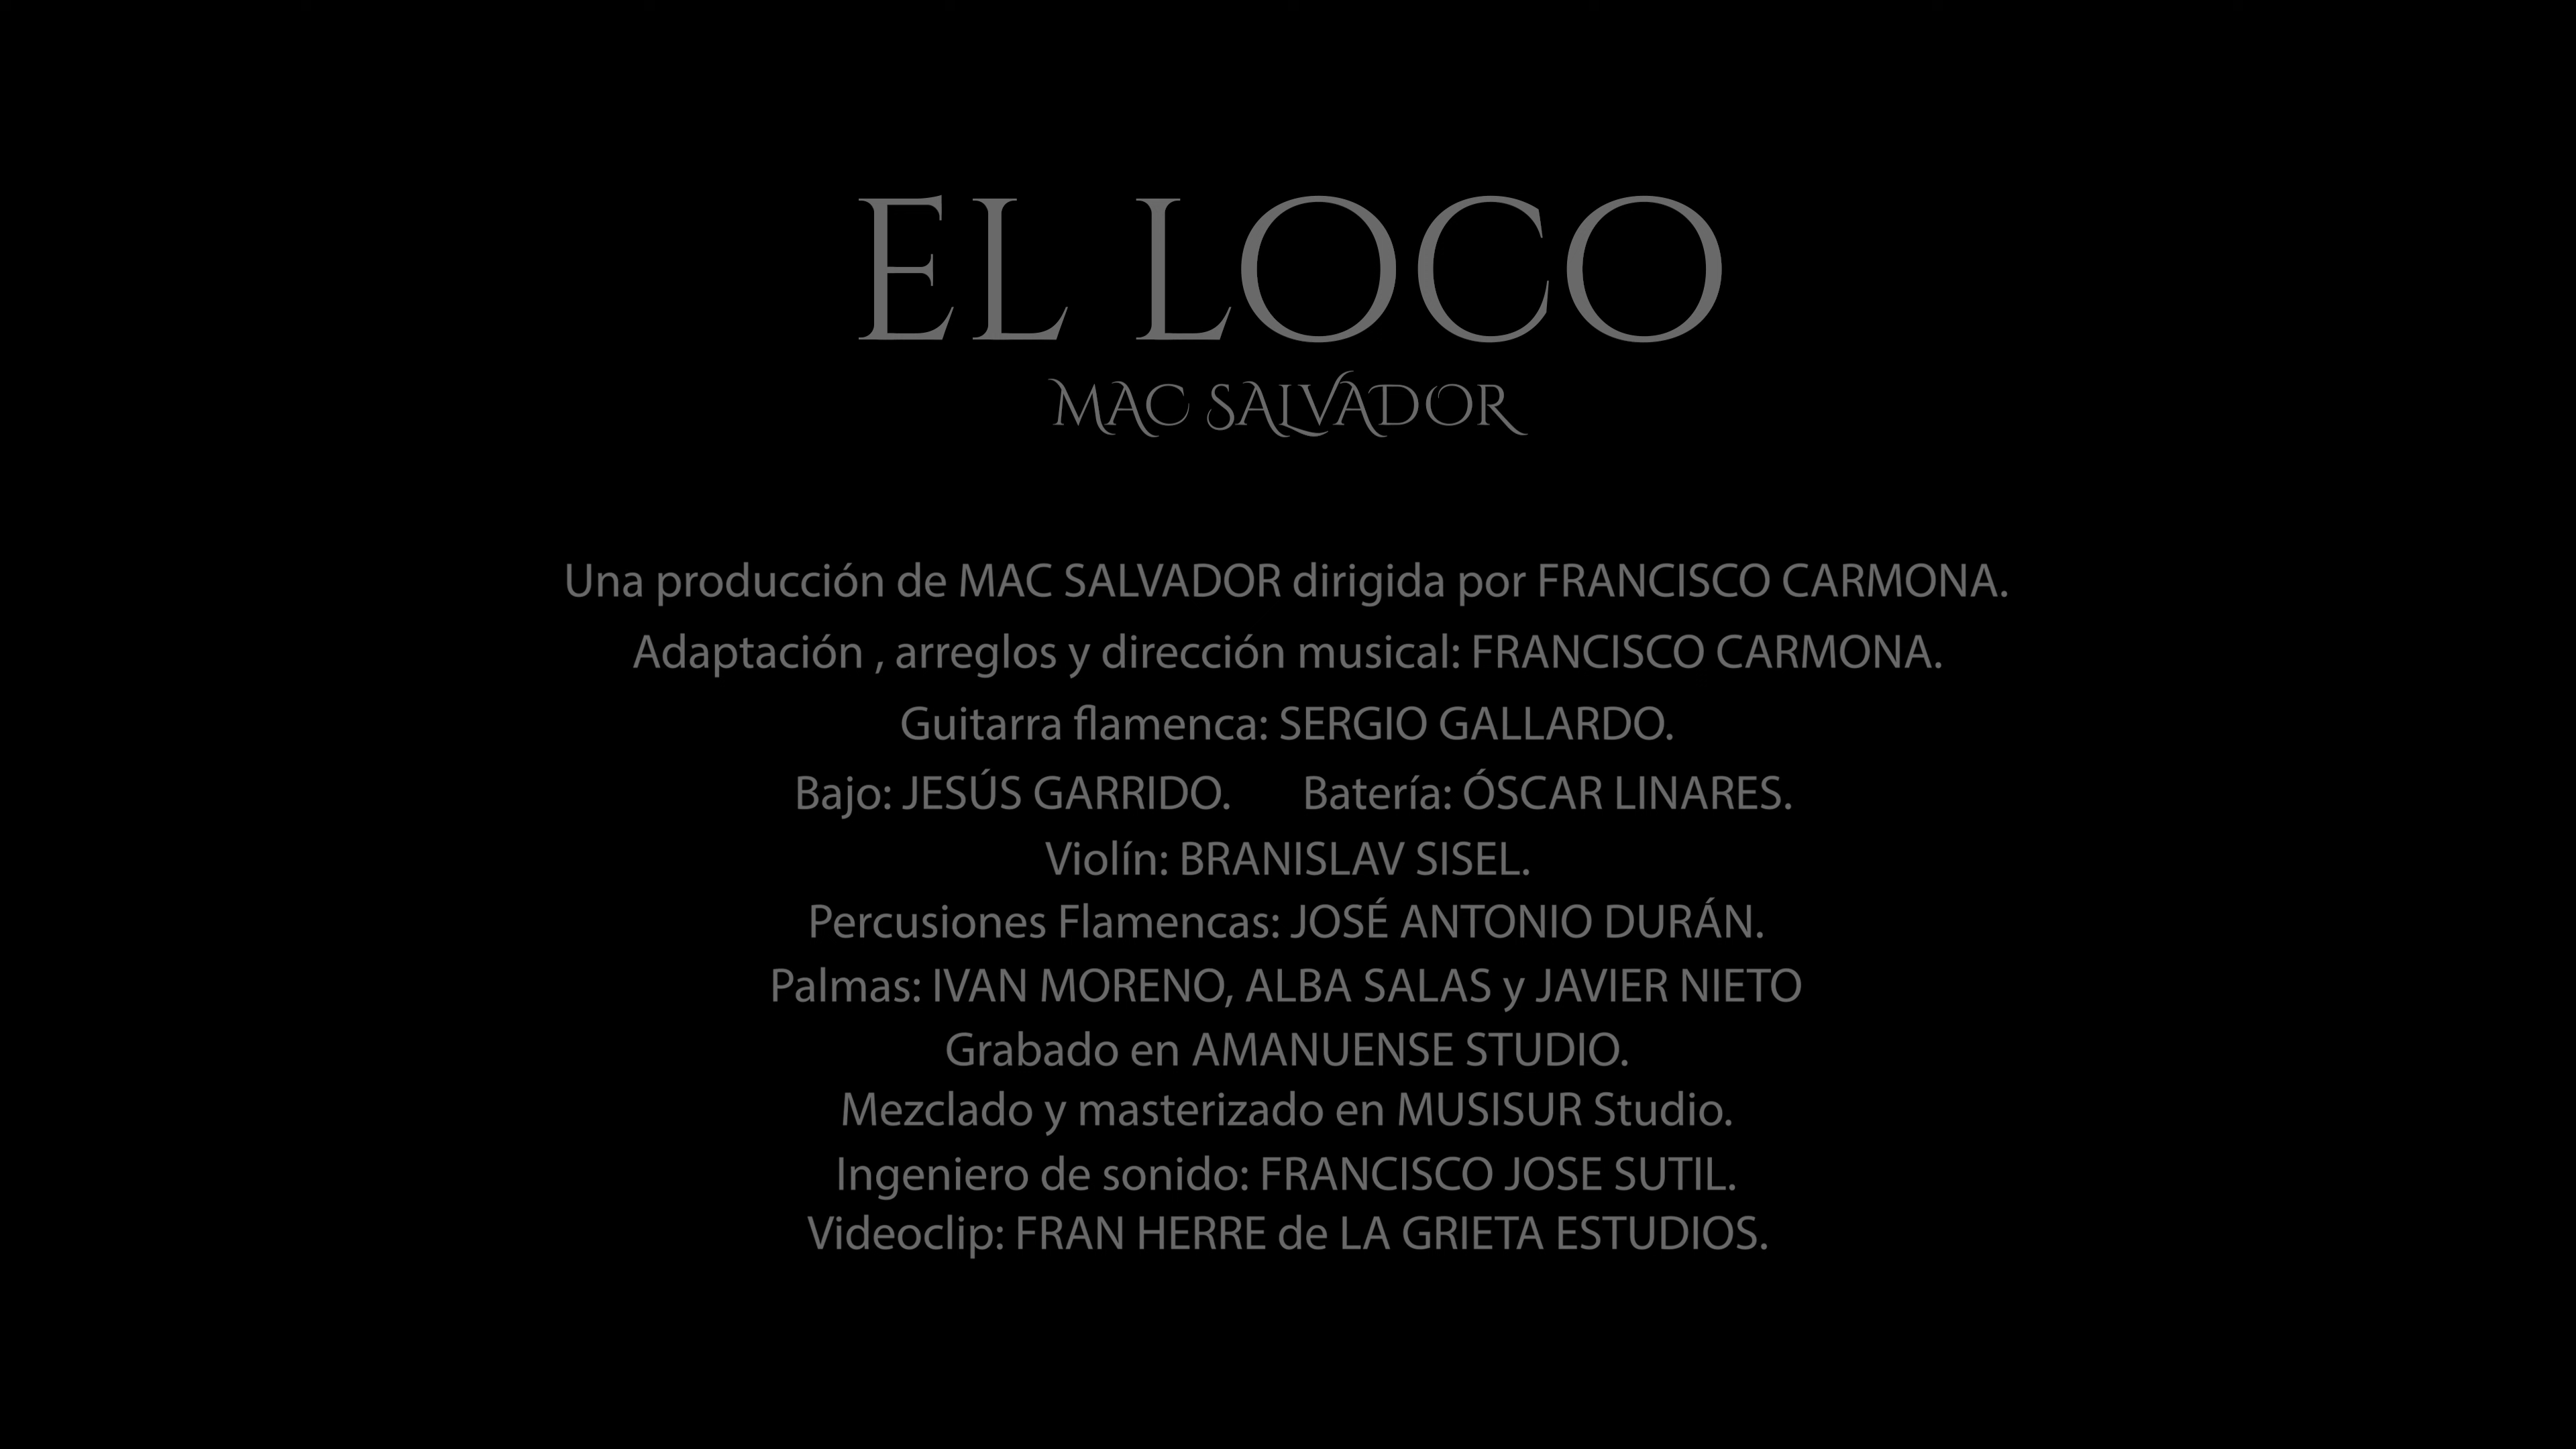 EL LOCO
MAC SALVADOR
Una producción de MAC SALVADOR dirigida por FRANCISCO CARMONA.
Adaptación , arreglos y dirección musical: FRANCISCO CARMONA.
Guitarra flamenca: SERGIO GALLARDO.
Bajo: JESÚS GARRIDO. Batería: ÓSCAR LINARES.
Violín: BRANISLAV SISEL.
Percusiones Flamencas: JOSÉ ANTONIO DURÁN.
Palmas: IVAN MORENO, ALBA SALAS y JAVIER NIETO
Grabado en AMANUENSE STUDIO.
Mezclado y masterizado en MUSISUR Studio.
Ingeniero de sonido: FRANCISCO JOSE SUTIL.
Videoclip: FRAN HERRE de LA GRIETA ESTUDIOS.